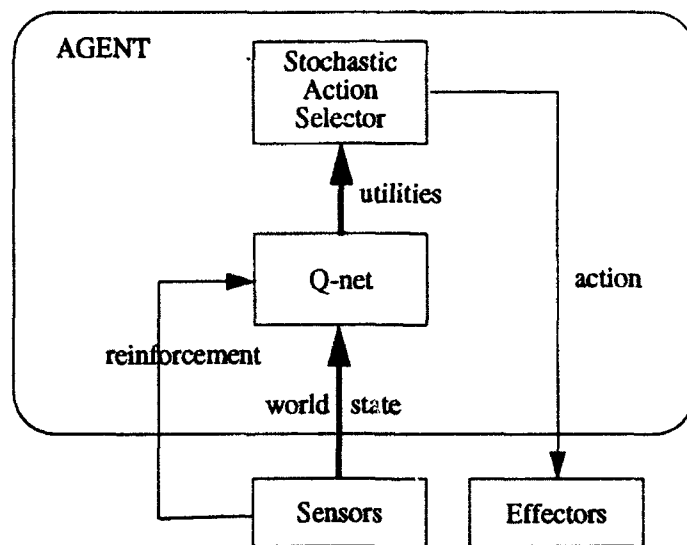 AGENT
Stochastic
Action
Selector
utilities
Q-net
action
reinforcement
world state
Sensors
Effectors